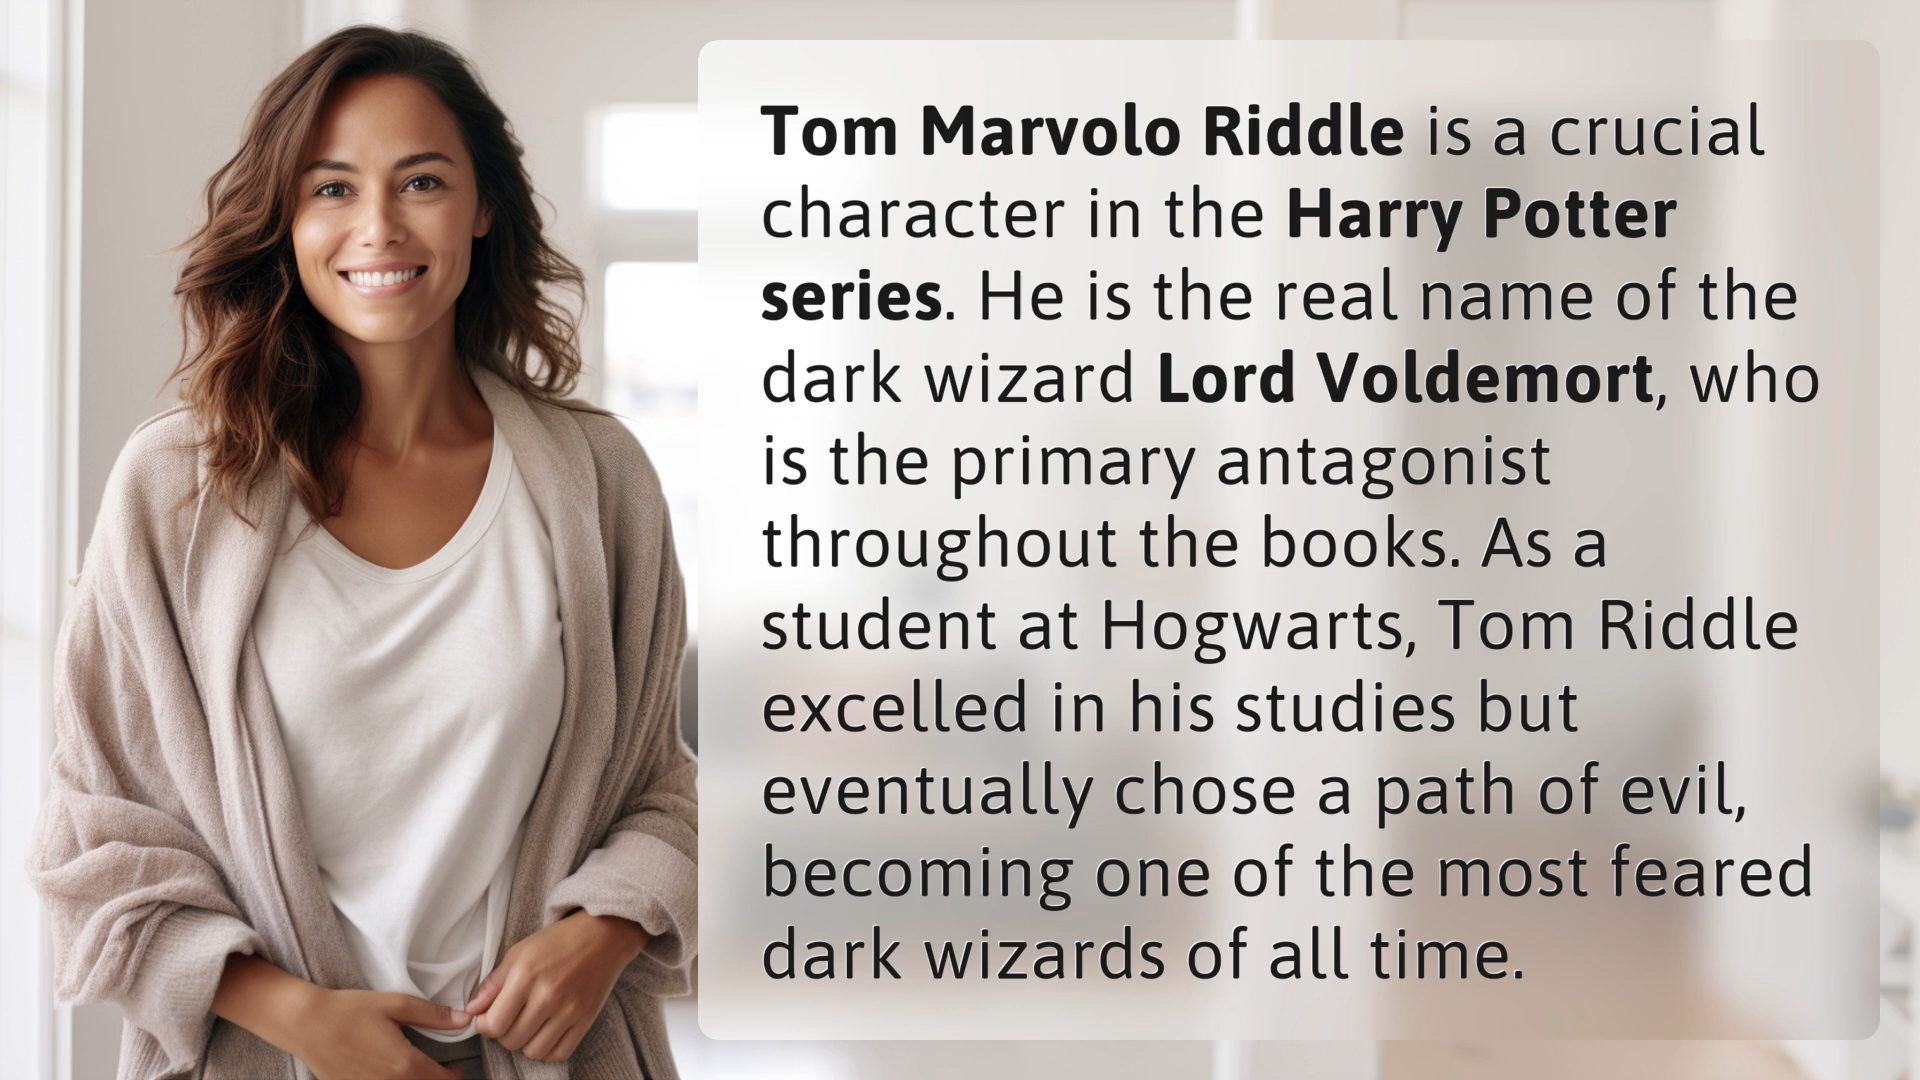 Tom Marvolo Riddle is a crucial
character in the Harry Potter
series. He is the real name of the
dark wizard Lord Voldemort, who
is the primary antagonist
throughout the books. As a
student at Hogwarts, Tom Riddle
excelled in his studies but
eventually chose a path of evil,
becoming one of the most feared
dark wizards of all time.